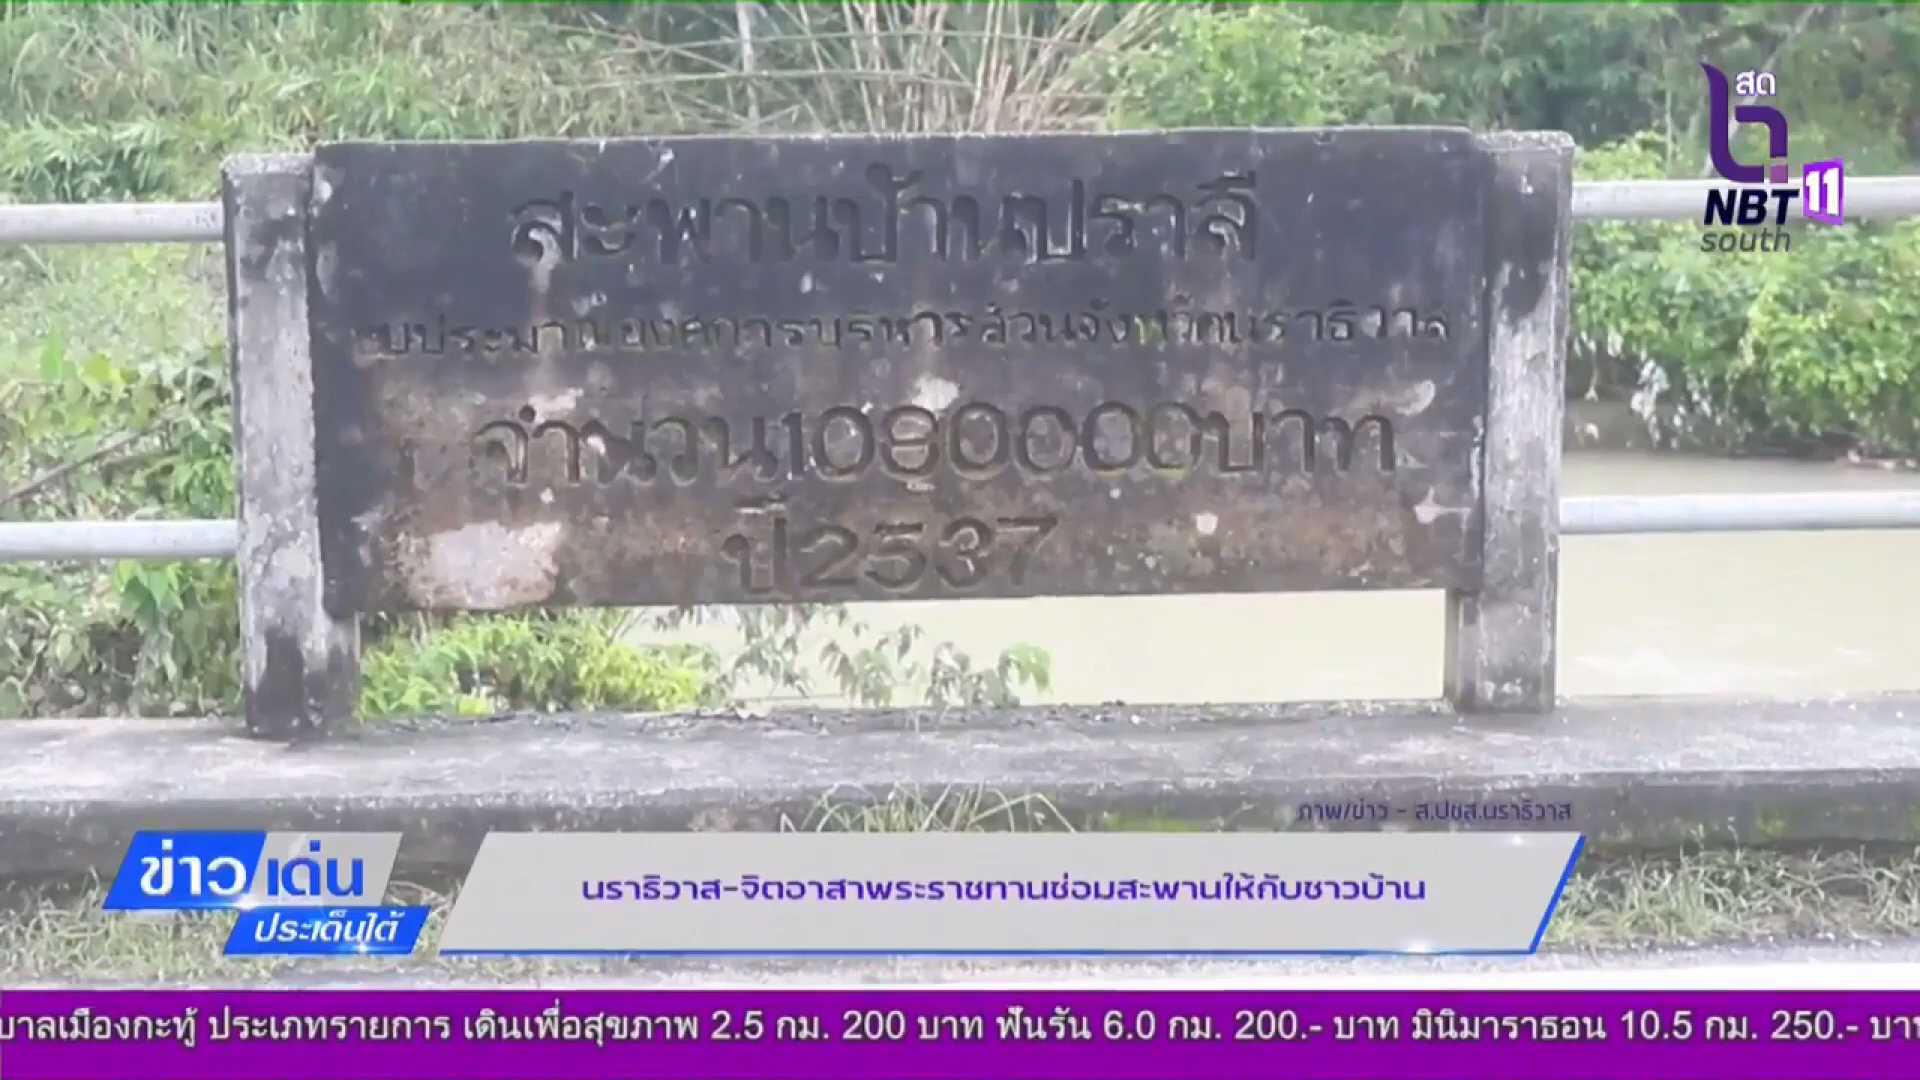 สด
NBT 11
south
สะพานบ้านปราลี
งบประมาณองค์การบริหารส่วนจังหวัดนราธิวาส
จำนวน1080000บาท
ปี2537
ภาพ/ข่าว - ส.ปชส.นราธิวาส
ข่าวเด่น
ประเด็นใต้
นราธิวาส-จิตอาสาพระราชทานซ่อมสะพานให้กับชาวบ้าน
บาลเมืองกะทู้ ประเภทรายการ เดินเพื่อสุขภาพ 2.5 กม. 200 บาท ฟันรัน 6.0 กม. 200.- บาท มินิมาราธอน 10.5 กม. 250.- บาท